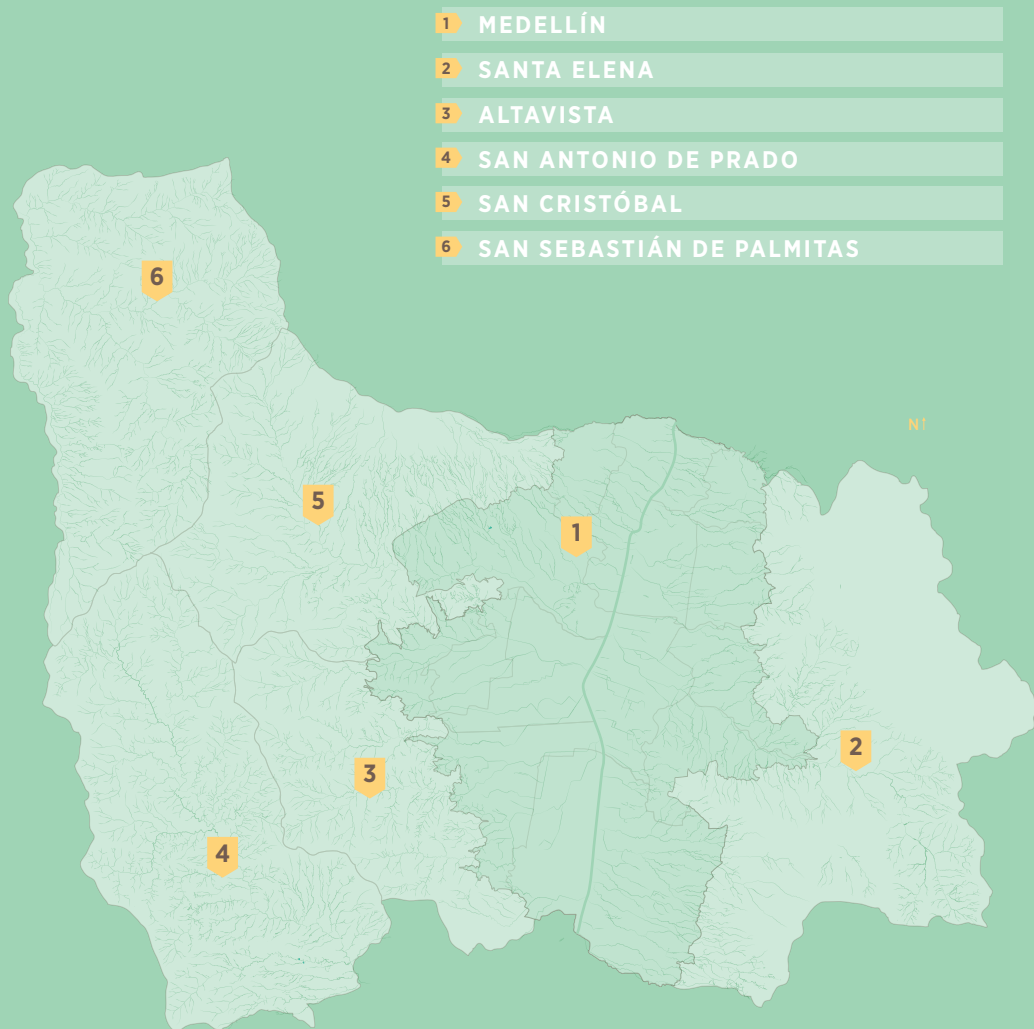 1 MEDELLÍN
2 SANTA ELENA
3 ALTAVISTA
4 SAN ANTONIO DE PRADO
5 SAN CRISTÓBAL
6 SAN SEBASTIÁN DE PALMITAS
6
N↑
5
1
2
3
4